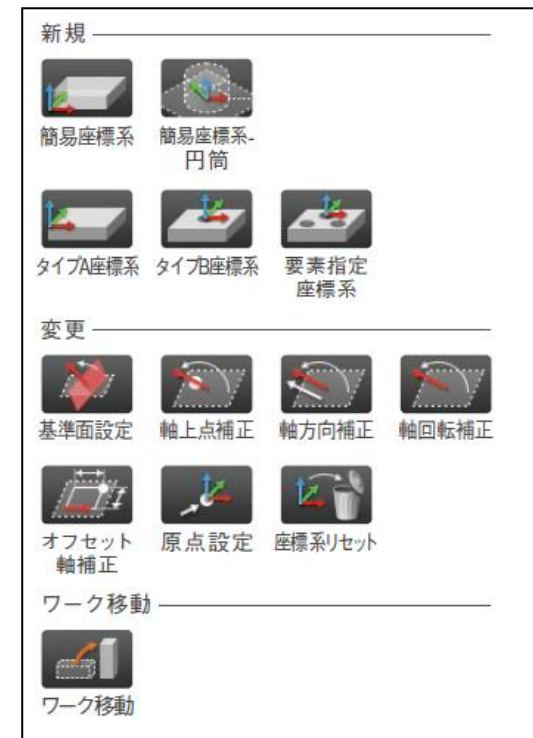 新規
簡易座標系
簡易座標系-
円筒
タイプA座標系
タイプB座標系
要素指定
座標系
変更
基準面設定
軸上点補正
軸方向補正
軸回転補正
オフセット
軸補正
原点設定
座標系リセット
ワーク移動
ワーク移動